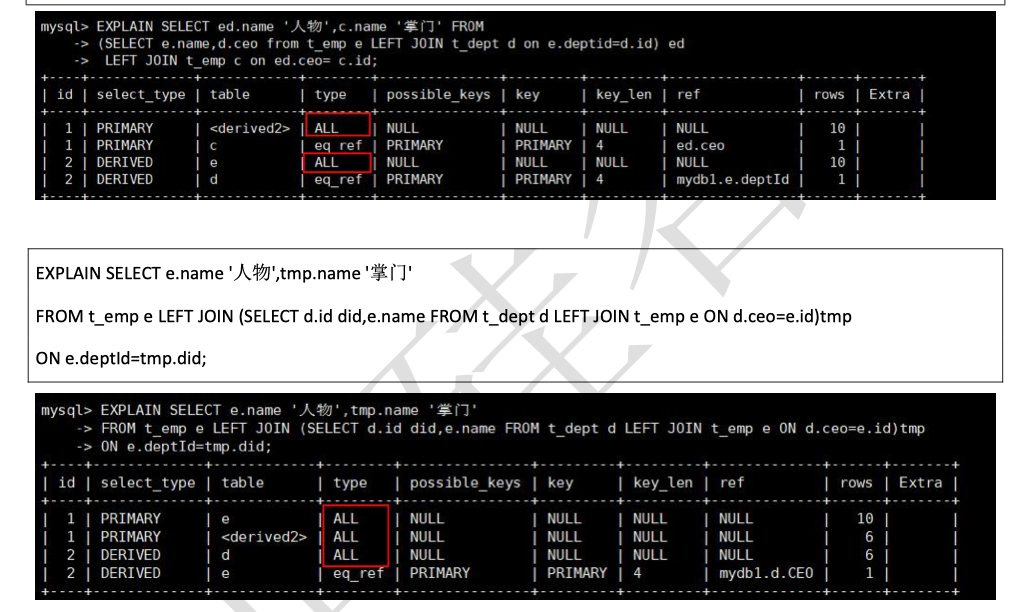 mysql> EXPLAIN SELECT ed.name '人物',c.name '掌门' FROM
-> (SELECT e.name,d.ceo from t_emp e LEFT JOIN t_dept d on e.deptid=d.id) ed
-> LEFT JOIN t_emp c on ed.ceo= c.id;
| id | select_type | table | type | possible_keys | key | key_len | ref | rows | Extra |
| 1 | PRIMARY | <derived2> | ALL | NULL | NULL | NULL | NULL | 10 | |
| 1 | PRIMARY | c | eq_ref | PRIMARY | PRIMARY | 4 | ed.ceo | 1 | |
| 2 | DERIVED | e | ALL | NULL | NULL | NULL | NULL | 10 | |
| 2 | DERIVED | d | eq_ref | PRIMARY | PRIMARY | 4 | mydb1.e.deptId | 1 | |
EXPLAIN SELECT e.name '人物',tmp.name '掌门'
FROM t_emp e LEFT JOIN (SELECT d.id did,e.name FROM t_dept d LEFT JOIN t_emp e ON d.ceo=e.id)tmp
ON e.deptId=tmp.did;
mysql> EXPLAIN SELECT e.name '人物',tmp.name '掌门'
-> FROM t_emp e LEFT JOIN (SELECT d.id did,e.name FROM t_dept d LEFT JOIN t_emp e ON d.ceo=e.id)tmp
-> ON e.deptId=tmp.did;
| id | select_type | table | type | possible_keys | key | key_len | ref | rows | Extra |
| 1 | PRIMARY | e | ALL | NULL | NULL | NULL | NULL | 10 | |
| 1 | PRIMARY | <derived2> | ALL | NULL | NULL | NULL | NULL | 6 | |
| 2 | DERIVED | d | ALL | NULL | NULL | NULL | NULL | 6 | |
| 2 | DERIVED | e | eq_ref | PRIMARY | PRIMARY | 4 | mydb1.d.CEO | 1 | |